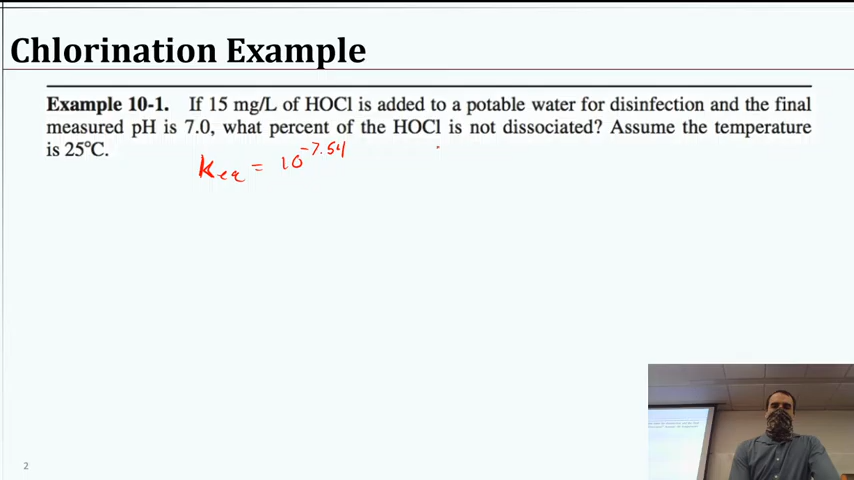 Chlorination Example
Example 10-1. If 15 mg/L of HOCl is added to a potable water for disinfection and the final
measured pH is 7.0, what percent of the HOCl is not dissociated? Assume the temperature
is 25°C.
Keq = 10^-7.54
2